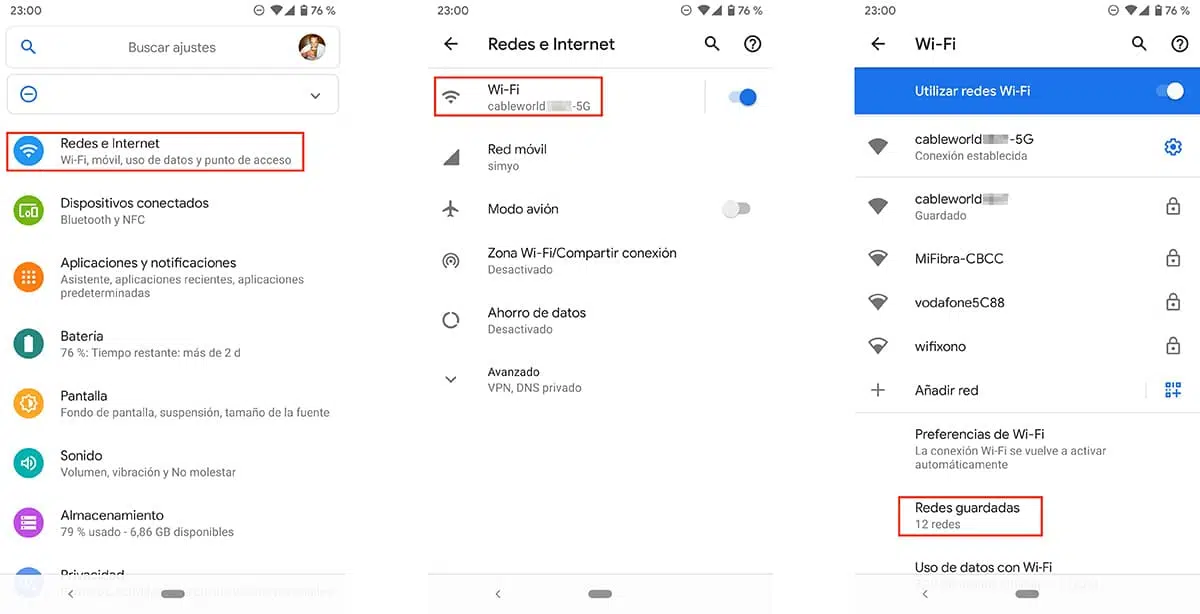 23:00
76 %
Buscar ajustes
Redes e Internet
Wi-Fi, móvil, uso de datos y punto de acceso
Dispositivos conectados
Bluetooth y NFC
Aplicaciones y notificaciones
Asistente, aplicaciones recientes, aplicaciones
predeterminadas
Batería
76 %: Tiempo restante: más de 2 d
Pantalla
Fondo de pantalla, suspensión, tamaño de la fuente
Sonido
Volumen, vibración y No molestar
Almacenamiento
79 % usado - 6,86 GB disponibles
Privacidad
23:00
76 %
Redes e Internet
Wi-Fi
cableworld -5G
Red móvil
simyo
Modo avión
Zona Wi-Fi/Compartir conexión
Desactivado
Ahorro de datos
Desactivado
Avanzado
VPN, DNS privado
23:00
76 %
Wi-Fi
Utilizar redes Wi-Fi
cableworld -5G
Conexión establecida
cableworld
Guardado
MiFibra-CBCC
vodafone5C88
wifixono
Añadir red
Preferencias de Wi-Fi
La conexión Wi-Fi se vuelve a activar
automáticamente
Redes guardadas
12 redes
Uso de datos con Wi-Fi